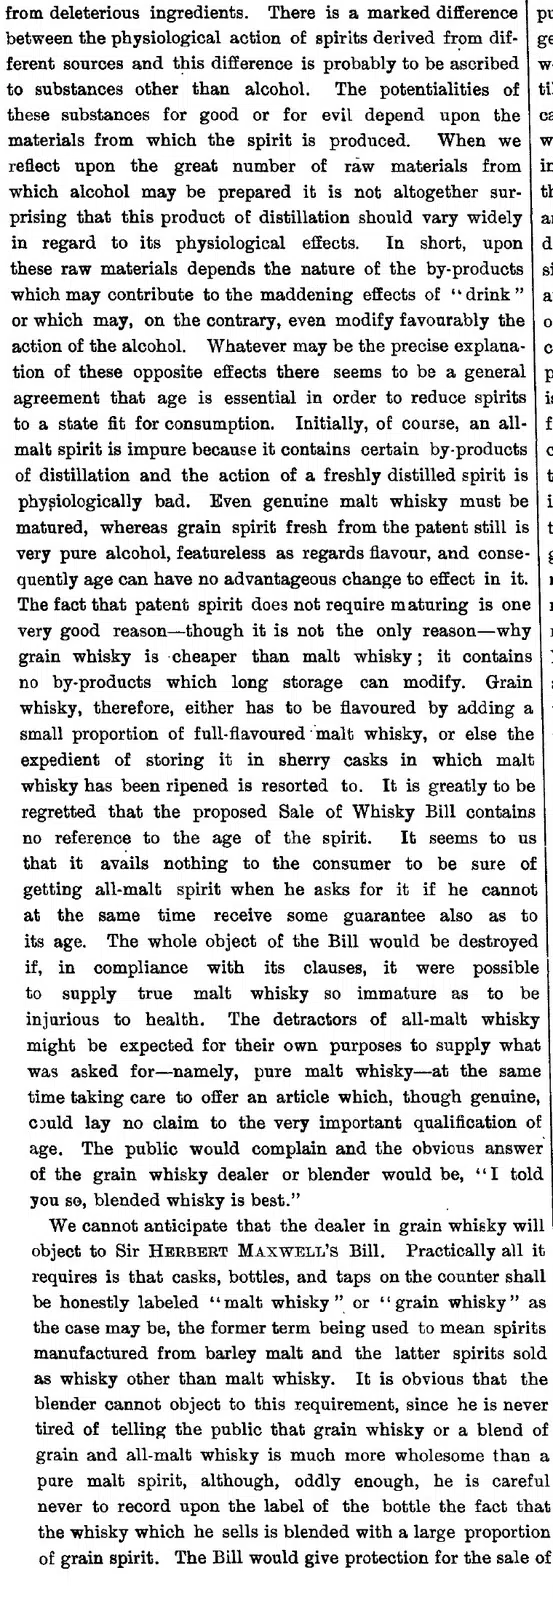 from deleterious ingredients. There is a marked difference
between the physiological action of spirits derived from dif-
ferent sources and this difference is probably to be ascribed
to substances other than alcohol. The potentialities of
these substances for good or for evil depend upon the
materials from which the spirit is produced. When we
reflect upon the great number of raw materials from
which alcohol may be prepared it is not altogether sur-
prising that this product of distillation should vary widely
in regard to its physiological effects. In short, upon
these raw materials depends the nature of the by-products
which may contribute to the maddening effects of "drink"
or which may, on the contrary, even modify favourably the
action of the alcohol. Whatever may be the precise explana-
tion of these opposite effects there seems to be a general
agreement that age is essential in order to reduce spirits
to a state fit for consumption. Initially, of course, an all-
malt spirit is impure because it contains certain by-products
of distillation and the action of a freshly distilled spirit is
physiologically bad. Even genuine malt whisky must be
matured, whereas grain spirit fresh from the patent still is
very pure alcohol, featureless as regards flavour, and conse-
quently age can have no advantageous change to effect in it.
The fact that patent spirit does not require maturing is one
very good reason—though it is not the only reason—why
grain whisky is cheaper than malt whisky; it contains
no by-products which long storage can modify. Grain
whisky, therefore, either has to be flavoured by adding a
small proportion of full-flavoured malt whisky, or else the
expedient of storing it in sherry casks in which malt
whisky has been ripened is resorted to. It is greatly to be
regretted that the proposed Sale of Whisky Bill contains
no reference to the age of the spirit. It seems to us
that it avails nothing to the consumer to be sure of
getting all-malt spirit when he asks for it if he cannot
at the same time receive some guarantee also as to
its age. The whole object of the Bill would be destroyed
if, in compliance with its clauses, it were possible
to supply true malt whisky so immature as to be
injurious to health. The detractors of all-malt whisky
might be expected for their own purposes to supply what
was asked for—namely, pure malt whisky—at the same
time taking care to offer an article which, though genuine,
could lay no claim to the very important qualification of
age. The public would complain and the obvious answer
of the grain whisky dealer or blender would be, "I told
you so, blended whisky is best."
We cannot anticipate that the dealer in grain whisky will
object to Sir HERBERT MAXWELL'S Bill. Practically all it
requires is that casks, bottles, and taps on the counter shall
be honestly labeled "malt whisky" or "grain whisky" as
the case may be, the former term being used to mean spirits
manufactured from barley malt and the latter spirits sold
as whisky other than malt whisky. It is obvious that the
blender cannot object to this requirement, since he is never
tired of telling the public that grain whisky or a blend of
grain and all-malt whisky is much more wholesome than a
pure malt spirit, although, oddly enough, he is careful
never to record upon the label of the bottle the fact that
the whisky which he sells is blended with a large proportion
of grain spirit. The Bill would give protection for the sale of